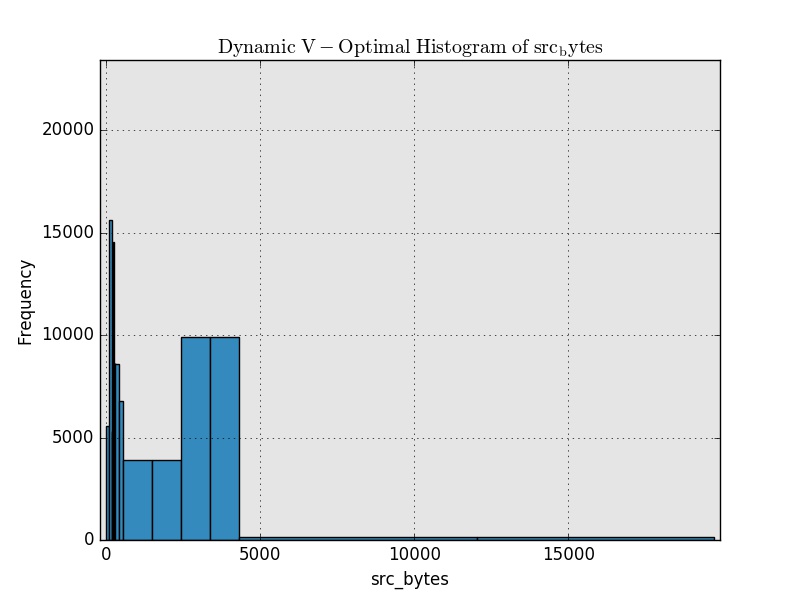 Dynamic V − Optimal Histogram of src_bytes
20000
15000
10000
5000
0
Frequency
0 5000 10000 15000
src_bytes